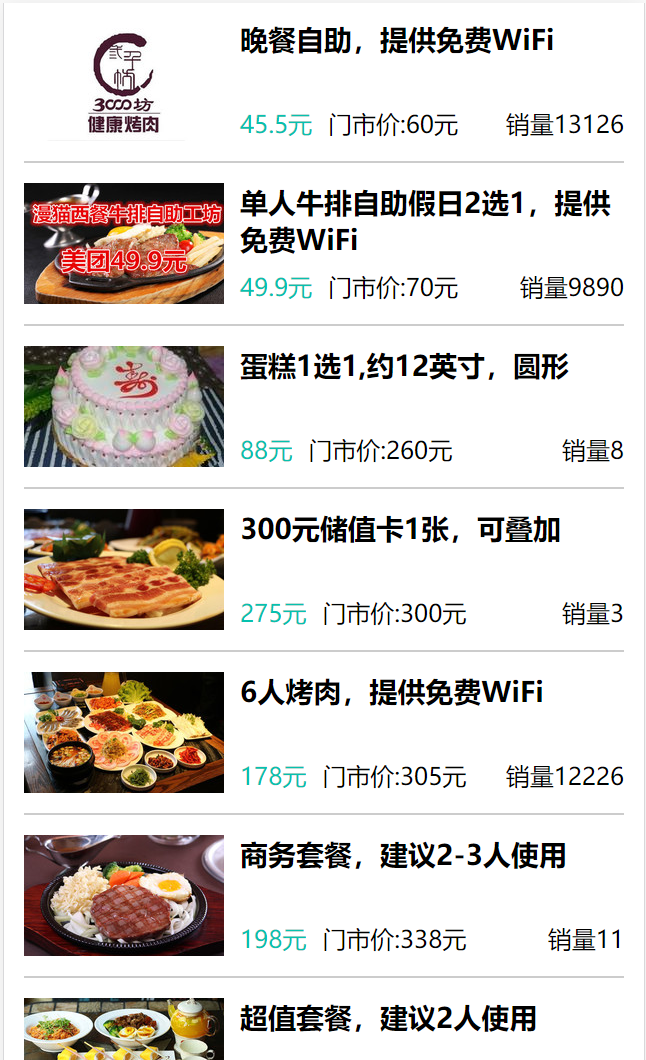 3000坊
健康烤肉
晚餐自助，提供免费WiFi
45.5元 门市价:60元 销量13126
漫猫西餐牛排自助工坊
美团49.9元
单人牛排自助假日2选1，提供
免费WiFi
49.9元 门市价:70元 销量9890
寿
蛋糕1选1,约12英寸，圆形
88元 门市价:260元 销量8
300元储值卡1张，可叠加
275元 门市价:300元 销量3
6人烤肉，提供免费WiFi
178元 门市价:305元 销量12226
商务套餐，建议2-3人使用
198元 门市价:338元 销量11
超值套餐，建议2人使用